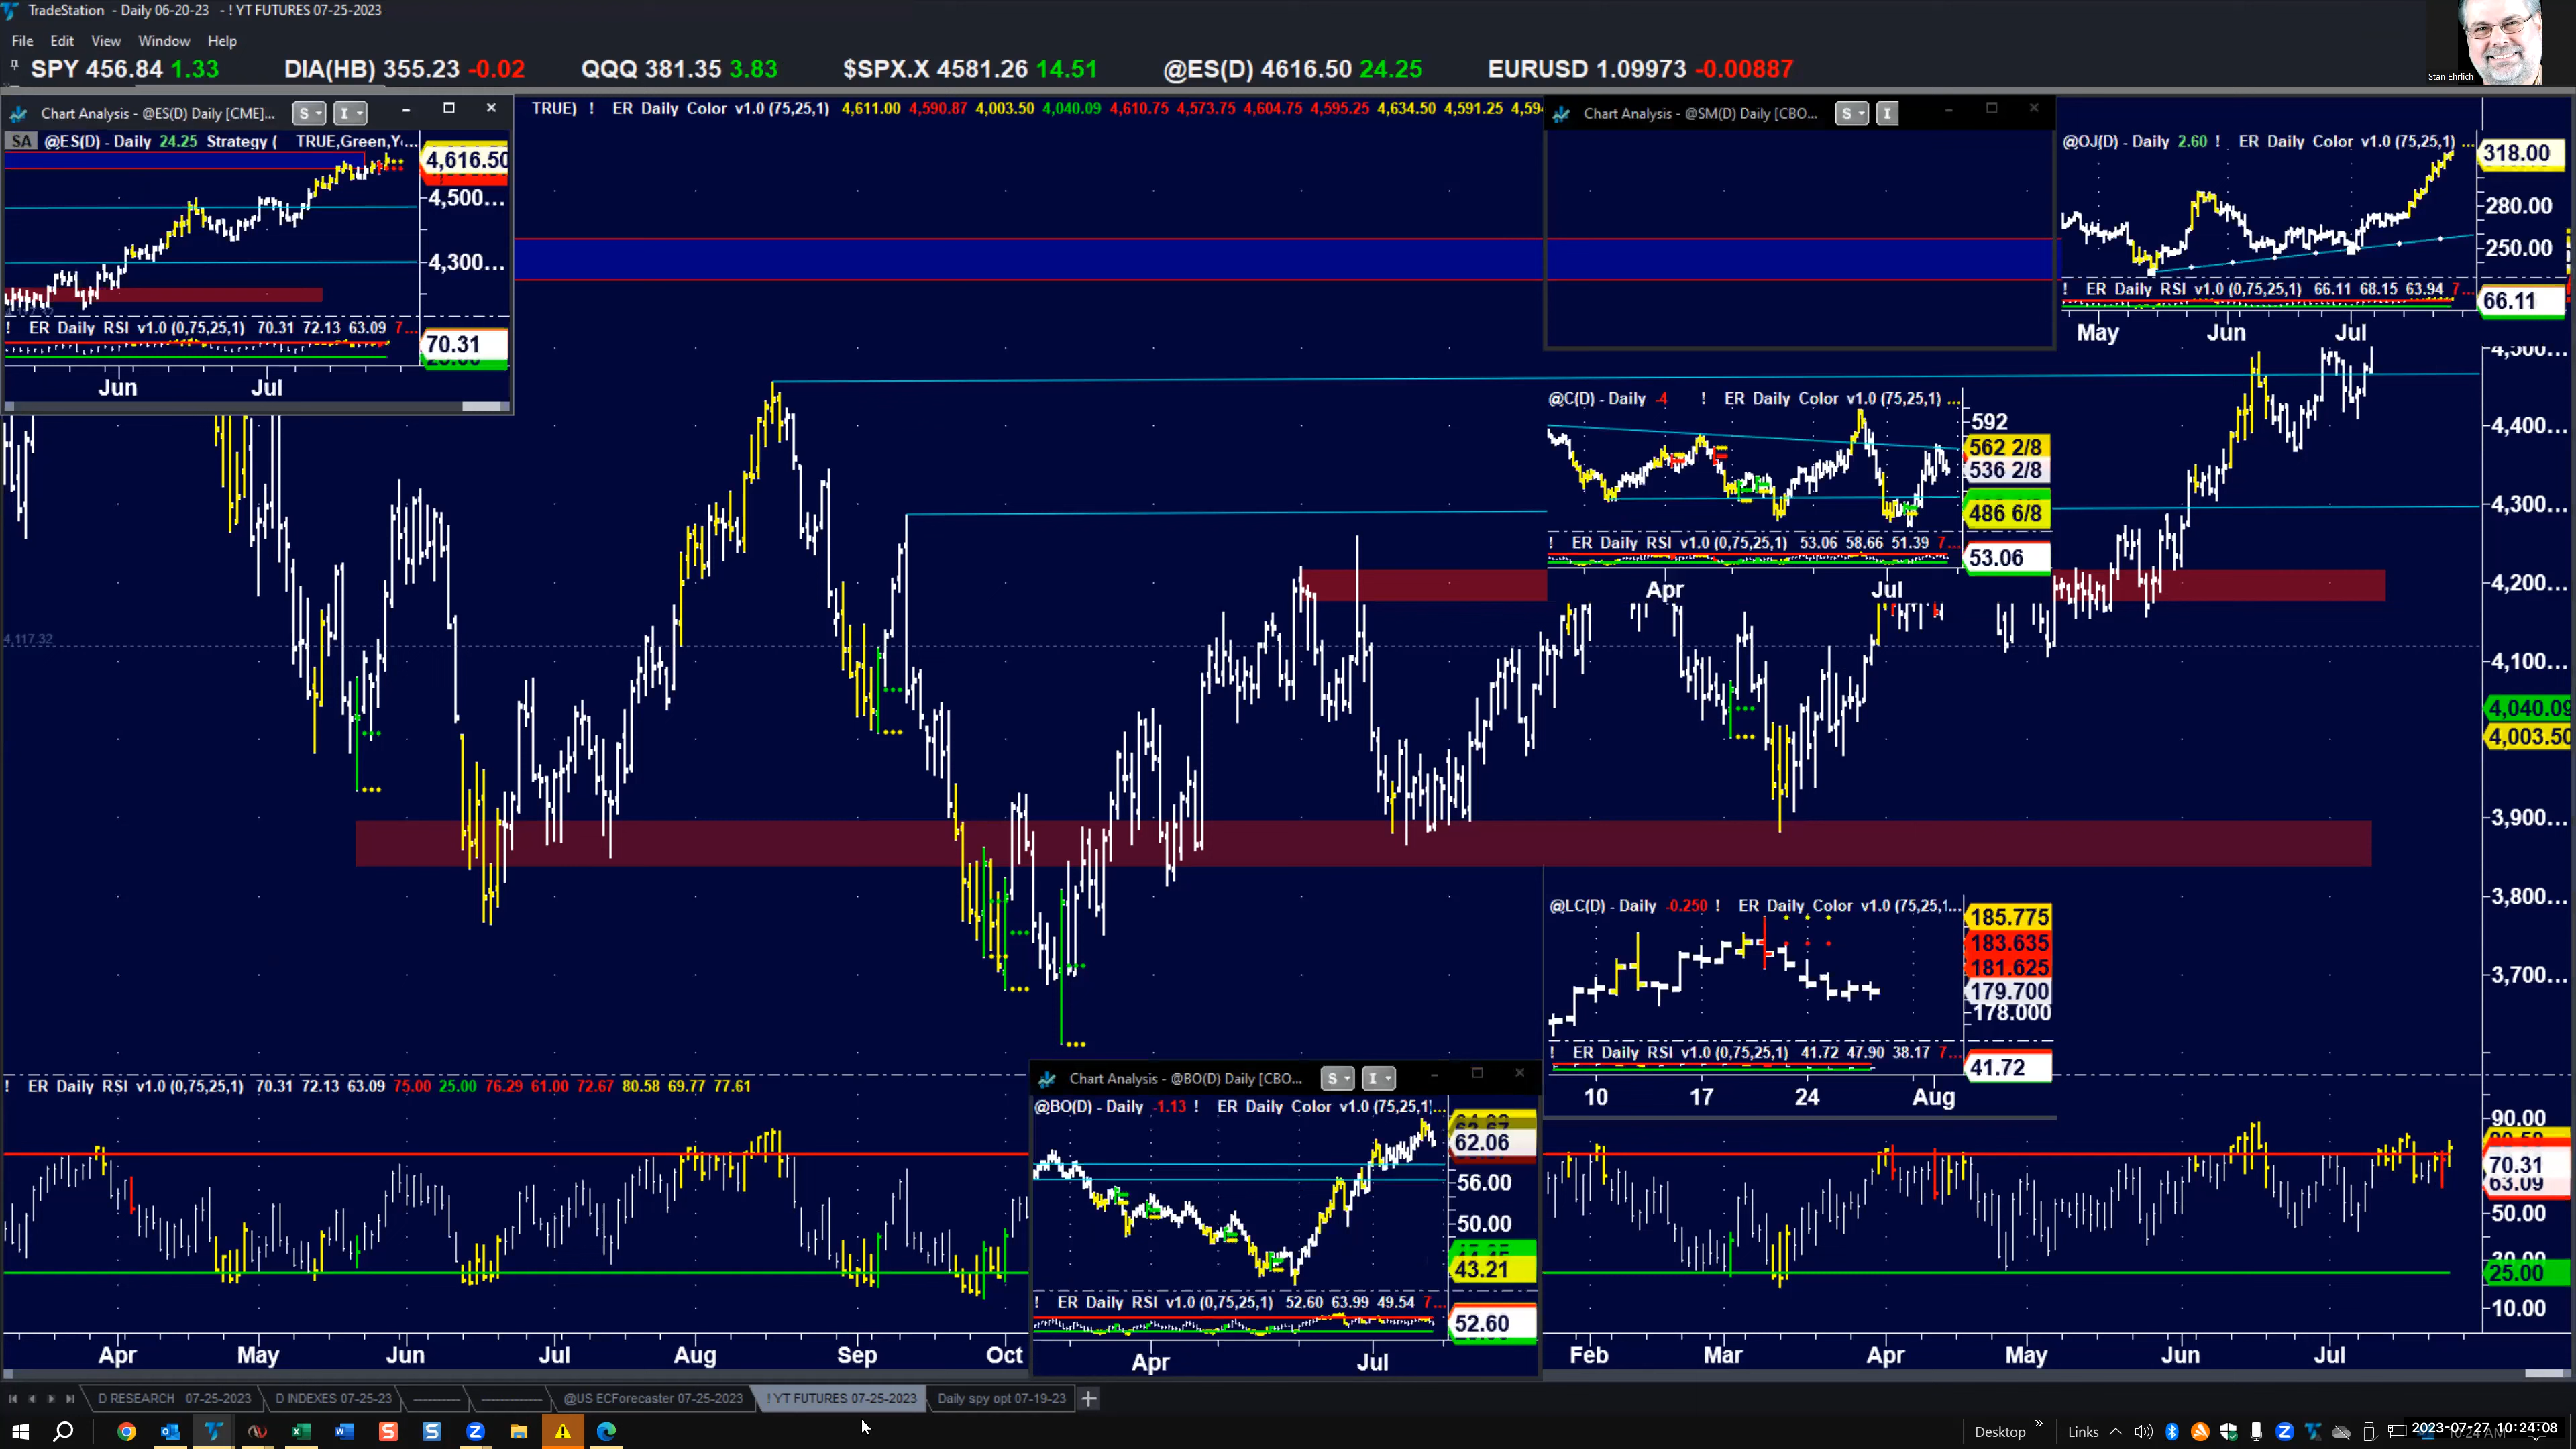 TradeStation - Daily 06-20-23 - ! YT FUTURES 07-25-2023
File Edit View Window Help
SPY 456.84 1.33 DIA(HB) 355.23 -0.02 QQQ 381.35 3.83 $SPX.X 4581.26 14.51 @ES(D) 4616.50 24.25 EURUSD 1.09973 -0.00887
Stan Ehrlich
Chart Analysis - @ES(D) Daily [CME]...
S I
SA @ES(D) - Daily 24.25 Strategy ( TRUE,Green,Y...
4,616.50
4,500...
4,300...
! ER Daily RSI v1.0 (0,75,25,1) 70.31 72.13 63.09 7...
70.31
Jun Jul
TRUE) ! ER Daily Color v1.0 (75,25,1) 4,611.00 4,590.87 4,003.50 4,040.09 4,610.75 4,573.75 4,604.75 4,595.25 4,634.50 4,591.25
Chart Analysis - @SM(D) Daily [CBO...
S I
@OJ(D) - Daily 2.60 ! ER Daily Color v1.0 (75,25,1) ...
318.00
280.00
250.00
! ER Daily RSI v1.0 (0,75,25,1) 66.11 68.15 63.94 7...
66.11
May Jun Jul
@C(D) - Daily -4 ! ER Daily Color v1.0 (75,25,1) ...
592
562 2/8
536 2/8
486 6/8
! ER Daily RSI v1.0 (0,75,25,1) 53.06 58.66 51.39 7...
53.06
Apr Jul
4,400...
4,300...
4,200...
4,117.32
4,100...
4,040.09
4,003.50
3,900...
3,800...
3,700...
@LC(D) - Daily -0.250 ! ER Daily Color v1.0 (75,25,1...
185.775
183.635
181.625
179.700
178.000
! ER Daily RSI v1.0 (0,75,25,1) 41.72 47.90 38.17 7...
41.72
10 17 24 Aug
! ER Daily RSI v1.0 (0,75,25,1) 70.31 72.13 63.09 75.00 25.00 76.29 61.00 72.67 80.58 69.77 77.61
Chart Analysis - @BO(D) Daily [CBO...
S I
@BO(D) - Daily -1.13 ! ER Daily Color v1.0 (75,25,1)...
62.06
56.00
50.00
43.21
! ER Daily RSI v1.0 (0,75,25,1) 52.60 63.99 49.54 7...
52.60
Apr Jul
90.00
70.31
63.09
50.00
25.00
10.00
Apr May Jun Jul Aug Sep Oct Feb Mar Apr May Jun Jul
D RESEARCH 07-25-2023 D INDEXES 07-25-23 @US ECForecaster 07-25-2023 ! YT FUTURES 07-25-2023 Daily spy opt 07-19-23 +
Desktop » Links 2023-07-27 10:24:08